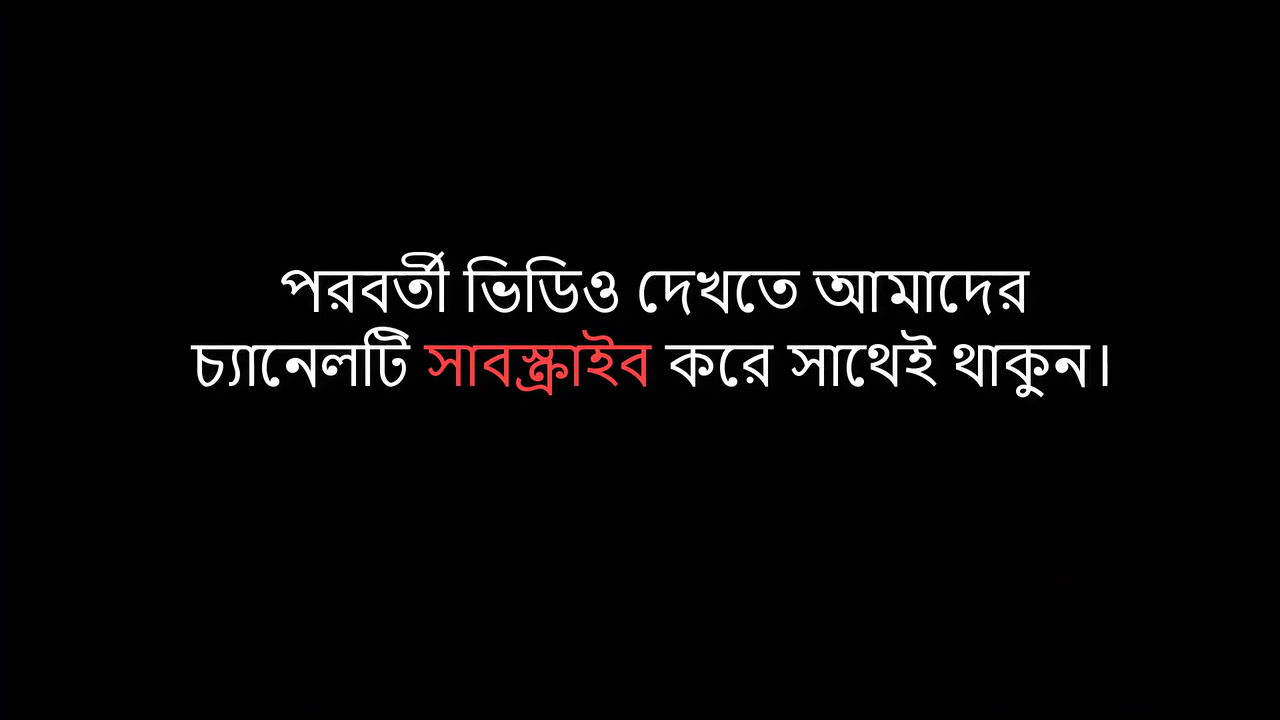 পরবর্তী ভিডিও দেখতে আমাদের
চ্যানেলটি সাবস্ক্রাইব করে সাথেই থাকুন।